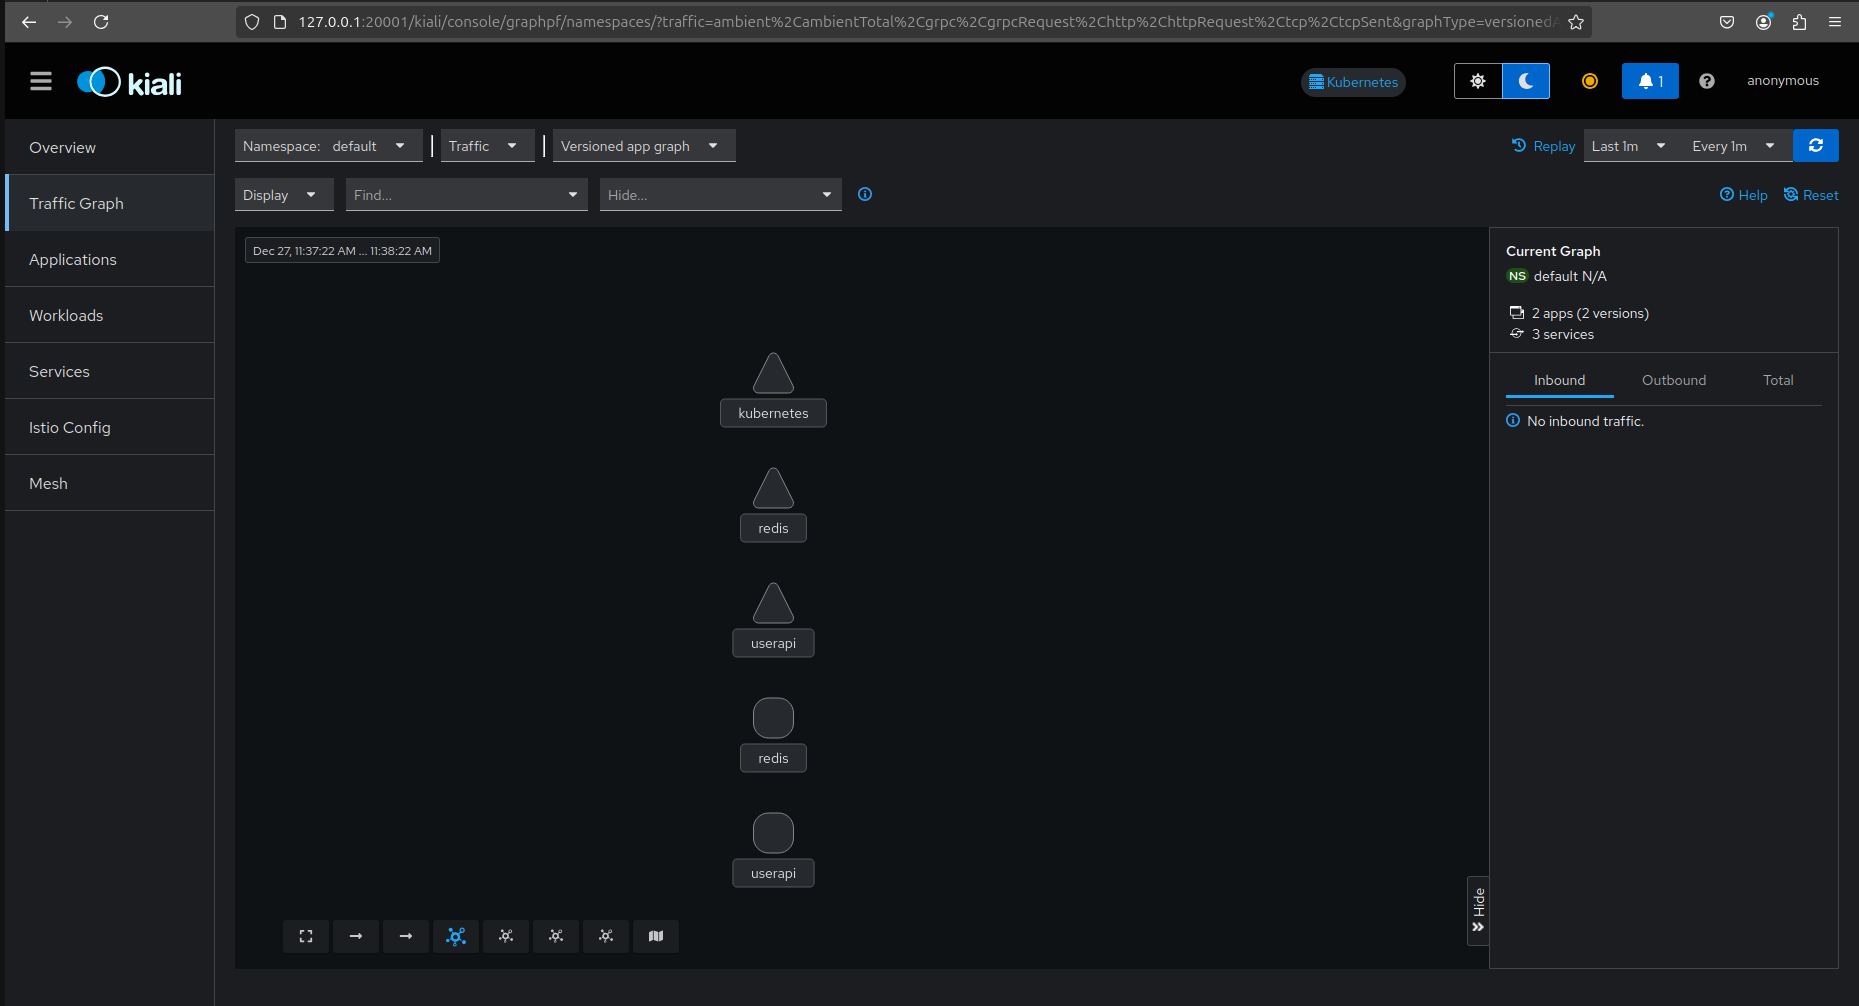 127.0.0.1:20001/kiali/console/graphpf/namespaces/?traffic=ambient%2CambientTotal%2Cgrpc%2CgrpcRequest%2Chttp%2ChttpRequest%2Ctcp%2CtcpSent&graphType=versionedA
kiali
Kubernetes
1
anonymous
Overview
Traffic Graph
Applications
Workloads
Services
Istio Config
Mesh
Namespace: default
Traffic
Versioned app graph
Replay
Last 1m
Every 1m
Display
Find...
Hide...
Help
Reset
Dec 27, 11:37:22 AM ... 11:38:22 AM
kubernetes
redis
userapi
redis
userapi
Hide
Current Graph
NS default N/A
2 apps (2 versions)
3 services
Inbound
Outbound
Total
No inbound traffic.